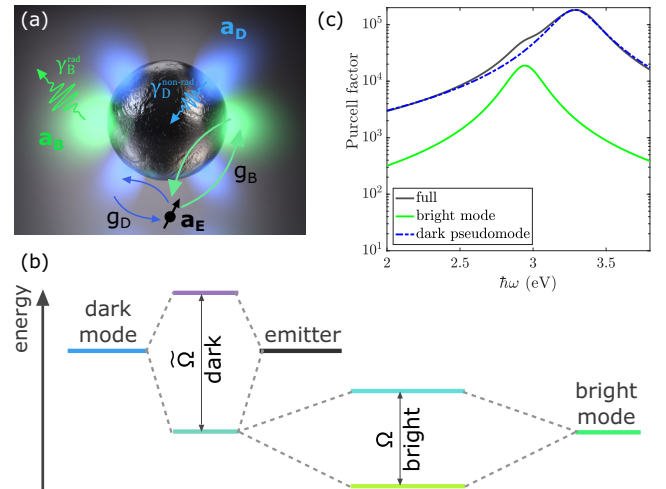 (a)
a_D
γ_B^rad
γ_D^non-rad
a_B
g_B
g_D
a_E
(c)
Purcell factor
10^5
10^4
10^3
10^2
10^1
full
bright mode
dark pseudomode
2
2.5
3
3.5
ℏω (eV)
(b)
energy
dark
mode
Ω̃
dark
emitter
Ω
bright
bright
mode